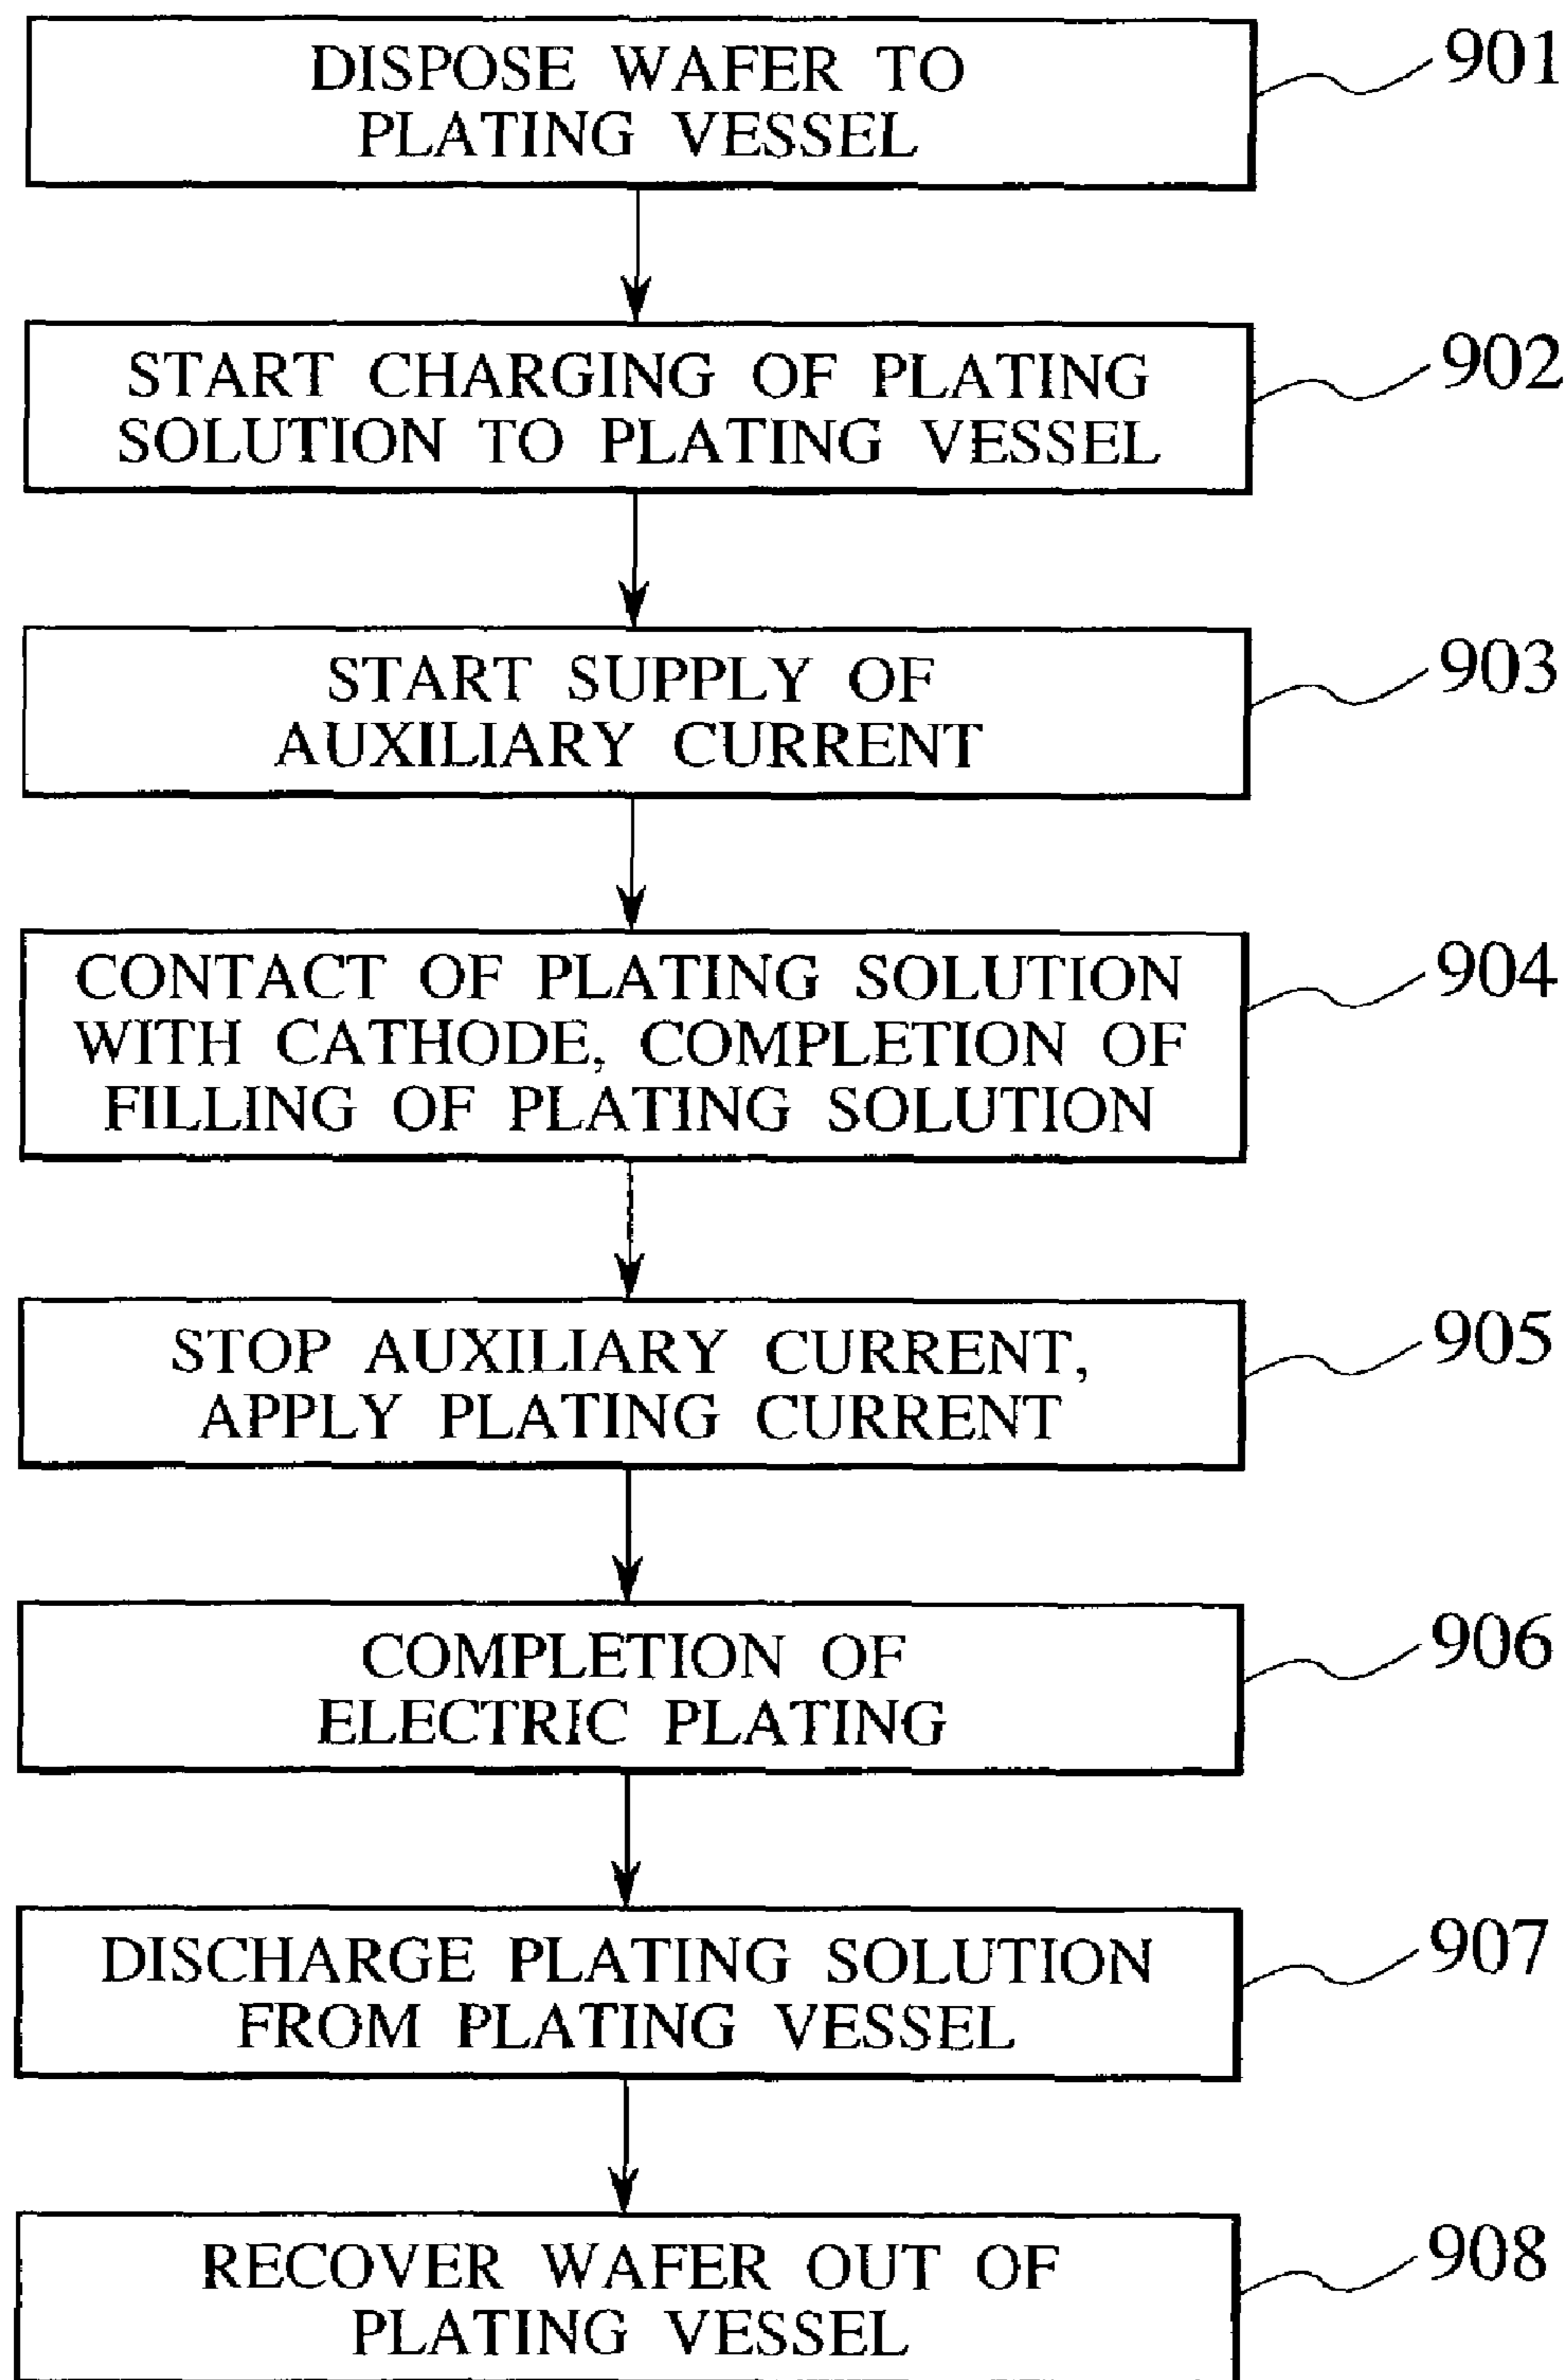 DISPOSE WAFER TO
PLATING VESSEL
901
START CHARGING OF PLATING
SOLUTION TO PLATING VESSEL
902
START SUPPLY OF
AUXILIARY CURRENT
903
CONTACT OF PLATING SOLUTION
WITH CATHODE, COMPLETION OF
FILLING OF PLATING SOLUTION
904
STOP AUXILIARY CURRENT,
APPLY PLATING CURRENT
905
COMPLETION OF
ELECTRIC PLATING
906
DISCHARGE PLATING SOLUTION
FROM PLATING VESSEL
907
RECOVER WAFER OUT OF
PLATING VESSEL
908